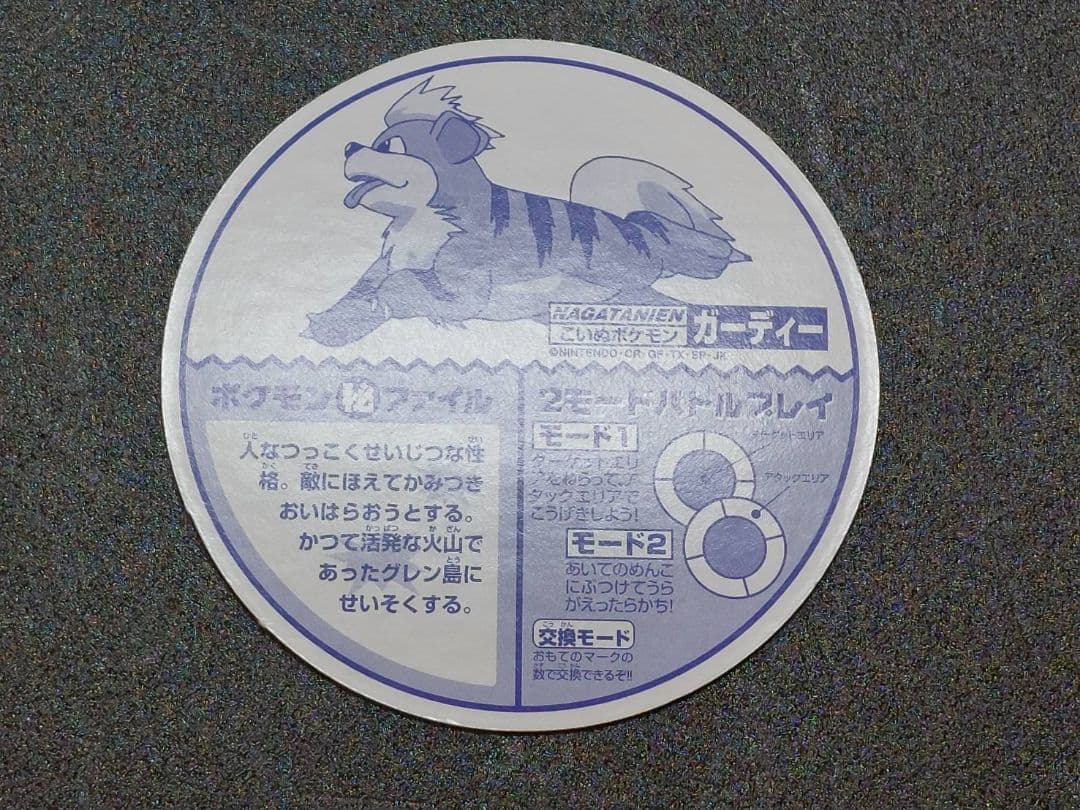 NAGATANIEN
こいぬポケモン
ガーディー
©NINTENDO・CR・GF・TX・SP・JK
ポケモン㊙ファイル
人なつっこくせいじつな性
格。敵にほえてかみつき
おいはらおうとする。
かつて活発な火山で
あったグレン島に
せいそくする。
2モードバトルプレイ
モード1
ターゲットエリ
アをねらって、ア
タックエリアで
こうげきしよう!
ターゲットエリア
アタックエリア
モード2
あいてのめんこ
にぶつけてうら
がえったらかち!
交換モード
おもてのマークの
数で交換できるぞ!!